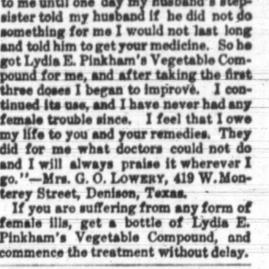 to me until one day my husband's step-
sister told my husband if he did not do
something for me I would not last long
and told him to get your medicine. So he
got Lydia E. Pinkham's Vegetable Com-
pound for me, and after taking the first
three doses I began to improve. I con-
tinued its use, and I have never had any
female trouble since. I feel that I owe
my life to you and your remedies. They
did for me what doctors could not do
and I will always praise it wherever I
go."—Mrs. G. O. Lowery, 419 W. Mon-
terey Street, Denison, Texas.
If you are suffering from any form of
female ills, get a bottle of Lydia E.
Pinkham's Vegetable Compound, and
commence the treatment without delay.